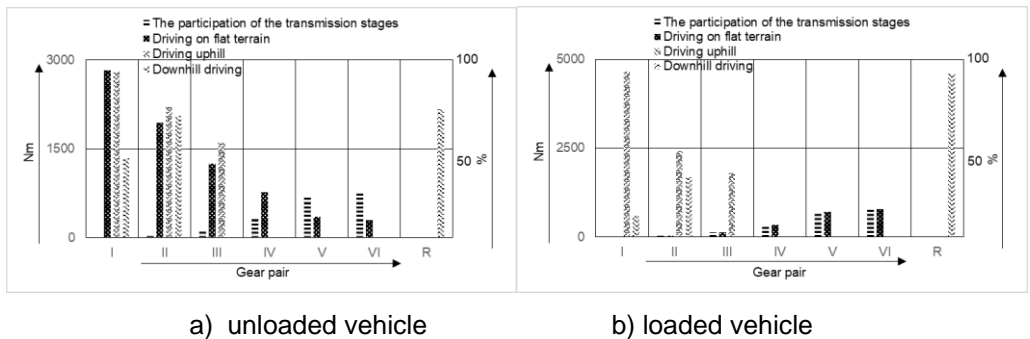 The participation of the transmission stages
Driving on flat terrain
Driving uphill
Downhill driving
3000
1500
0
Nm
100
50
%
I II III IV V VI R
Gear pair
The participation of the transmission stages
Driving on flat terrain
Driving uphill
Downhill driving
5000
2500
0
Nm
100
50
%
I II III IV V VI R
Gear pair
a) unloaded vehicle
b) loaded vehicle